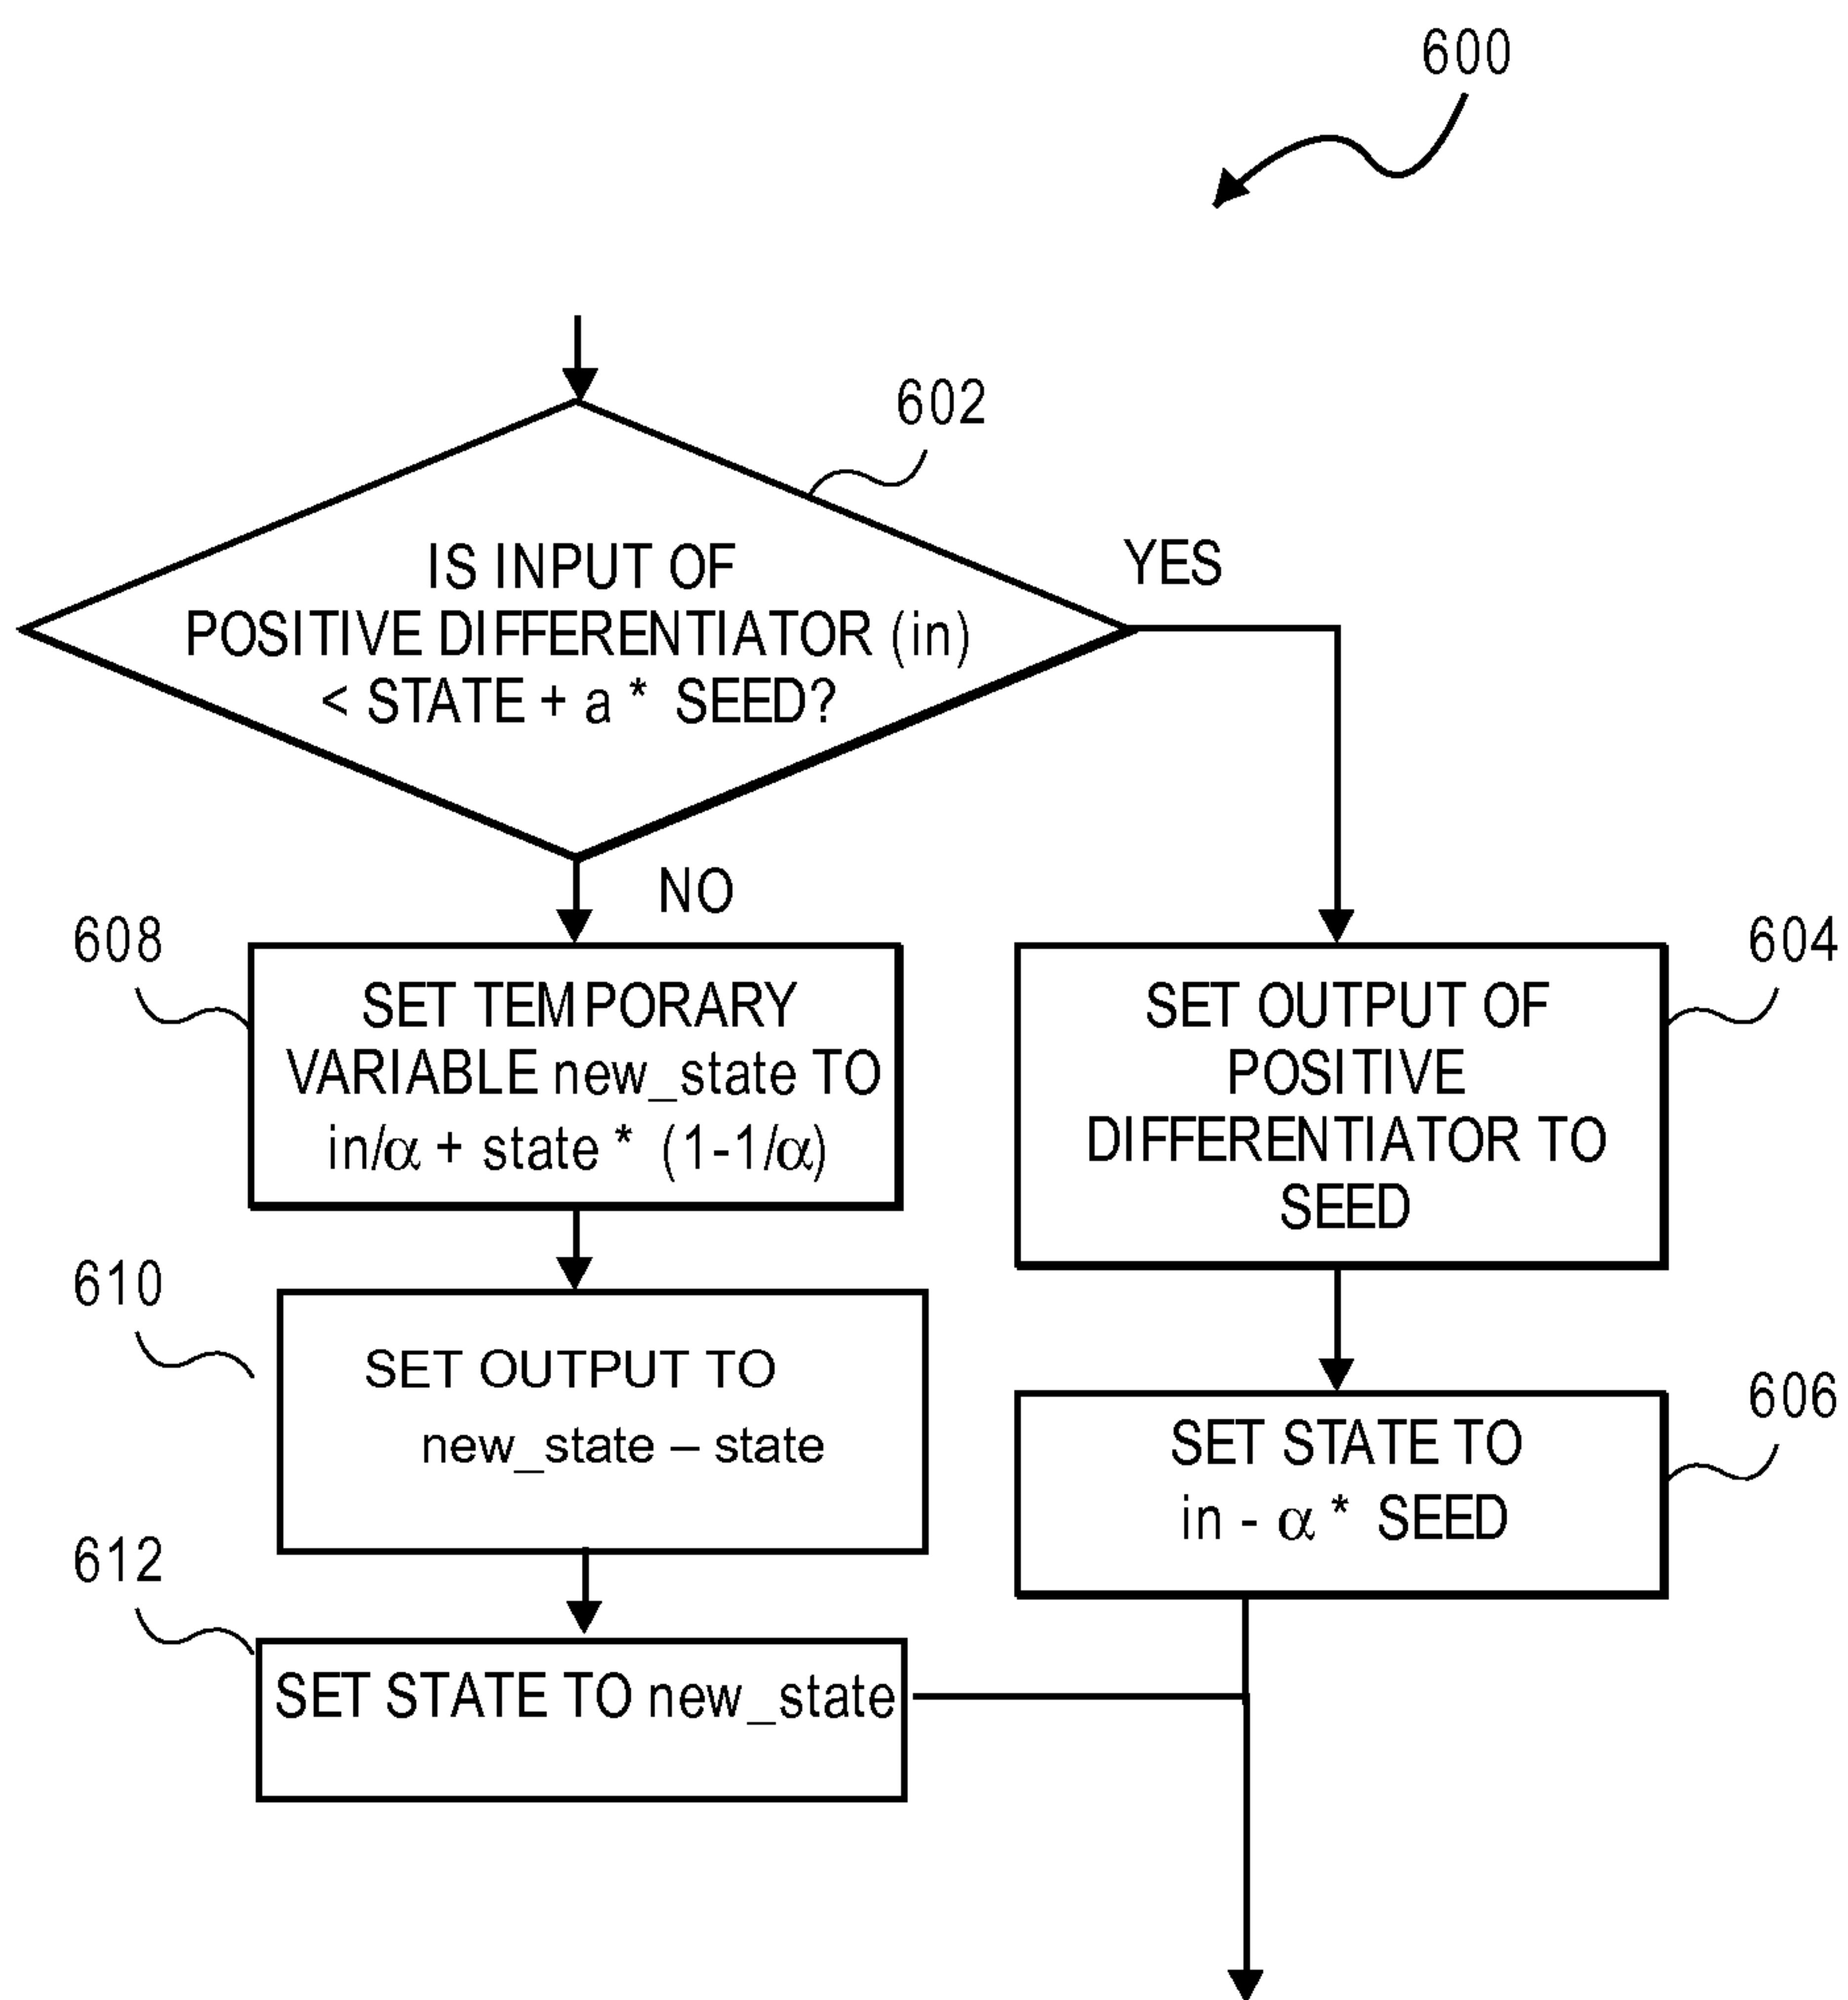 600
602
IS INPUT OF
POSITIVE DIFFERENTIATOR (in)
< STATE + a * SEED?
YES
NO
608
SET TEMPORARY
VARIABLE new_state TO
in/α + state * (1-1/α)
604
SET OUTPUT OF
POSITIVE
DIFFERENTIATOR TO
SEED
610
SET OUTPUT TO
new_state – state
606
SET STATE TO
in - α * SEED
612
SET STATE TO new_state